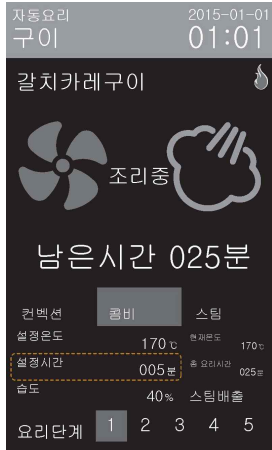 자동요리 2015-01-01
구이 01:01
갈치카레구이
조리중
남은시간 025분
컨벡션 콤비 스팀
설정온도 170℃ 현재온도 170℃
설정시간 005분 총 요리시간 025분
습도 40% 스팀배출
요리단계 1 2 3 4 5